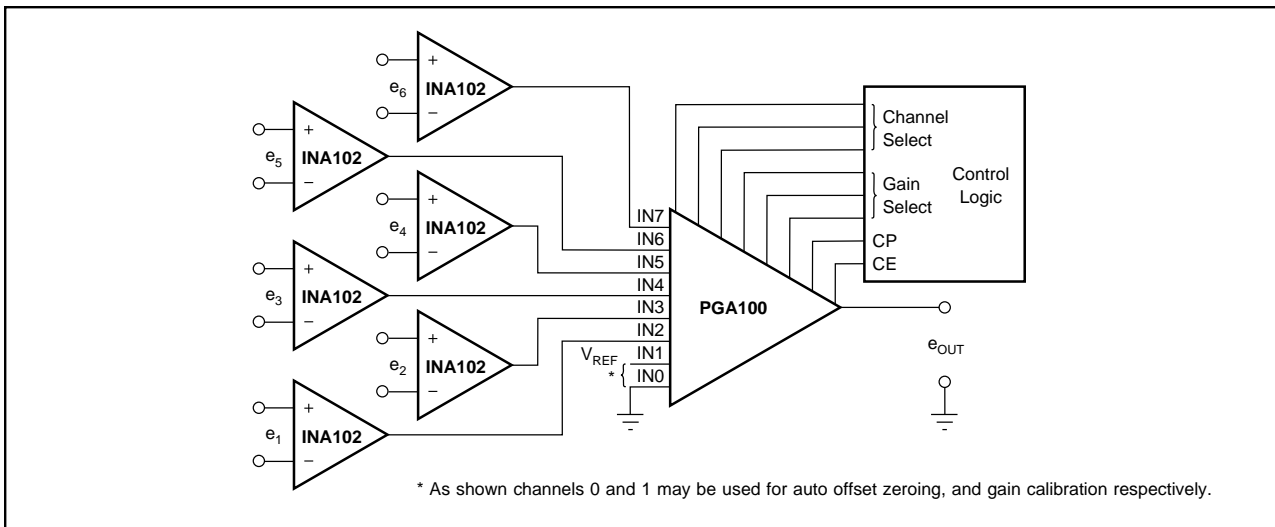 +
e6
−
INA102
+
e5
−
INA102
+
e4
−
INA102
+
e3
−
INA102
+
e2
−
INA102
+
e1
−
INA102
IN7
IN6
IN5
IN4
IN3
IN2
IN1
IN0
VREF
*
PGA100
Channel
Select
Gain
Select
CP
CE
Control
Logic
eOUT
* As shown channels 0 and 1 may be used for auto offset zeroing, and gain calibration respectively.